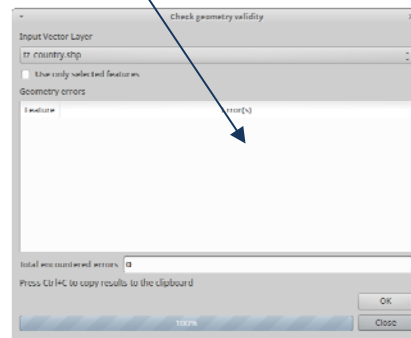 Check geometry validity
Input Vector Layer
tz_country.shp
Use only selected features
Geometry errors
Feature Error(s)
Total encountered errors 0
Press Ctrl+C to copy results to the clipboard
OK
100% Close